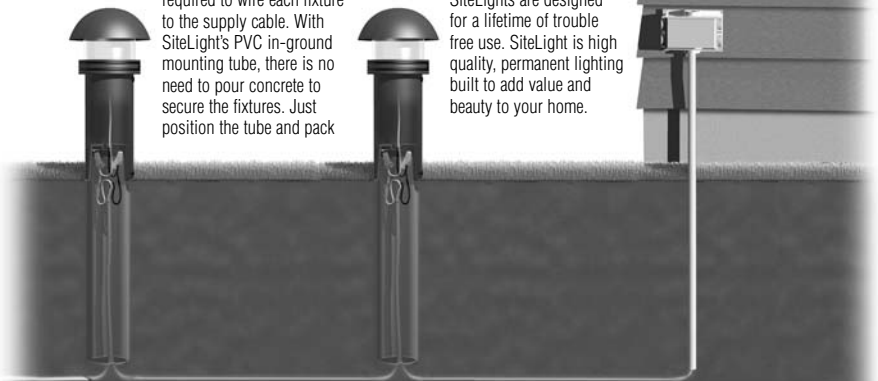 required to wire each fixture
to the supply cable. With
SiteLight's PVC in-ground
mounting tube, there is no
need to pour concrete to
secure the fixtures. Just
position the tube and pack
SiteLights are designed
for a lifetime of trouble
free use. SiteLight is high
quality, permanent lighting
built to add value and
beauty to your home.